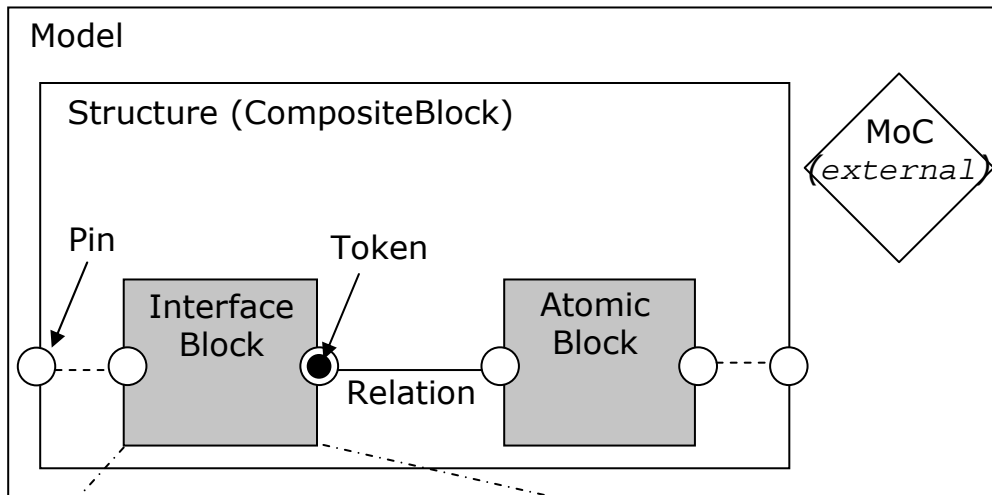 Model
Structure (CompositeBlock)
MoC
(external)
Pin
Token
Interface
Block
Atomic
Block
Relation